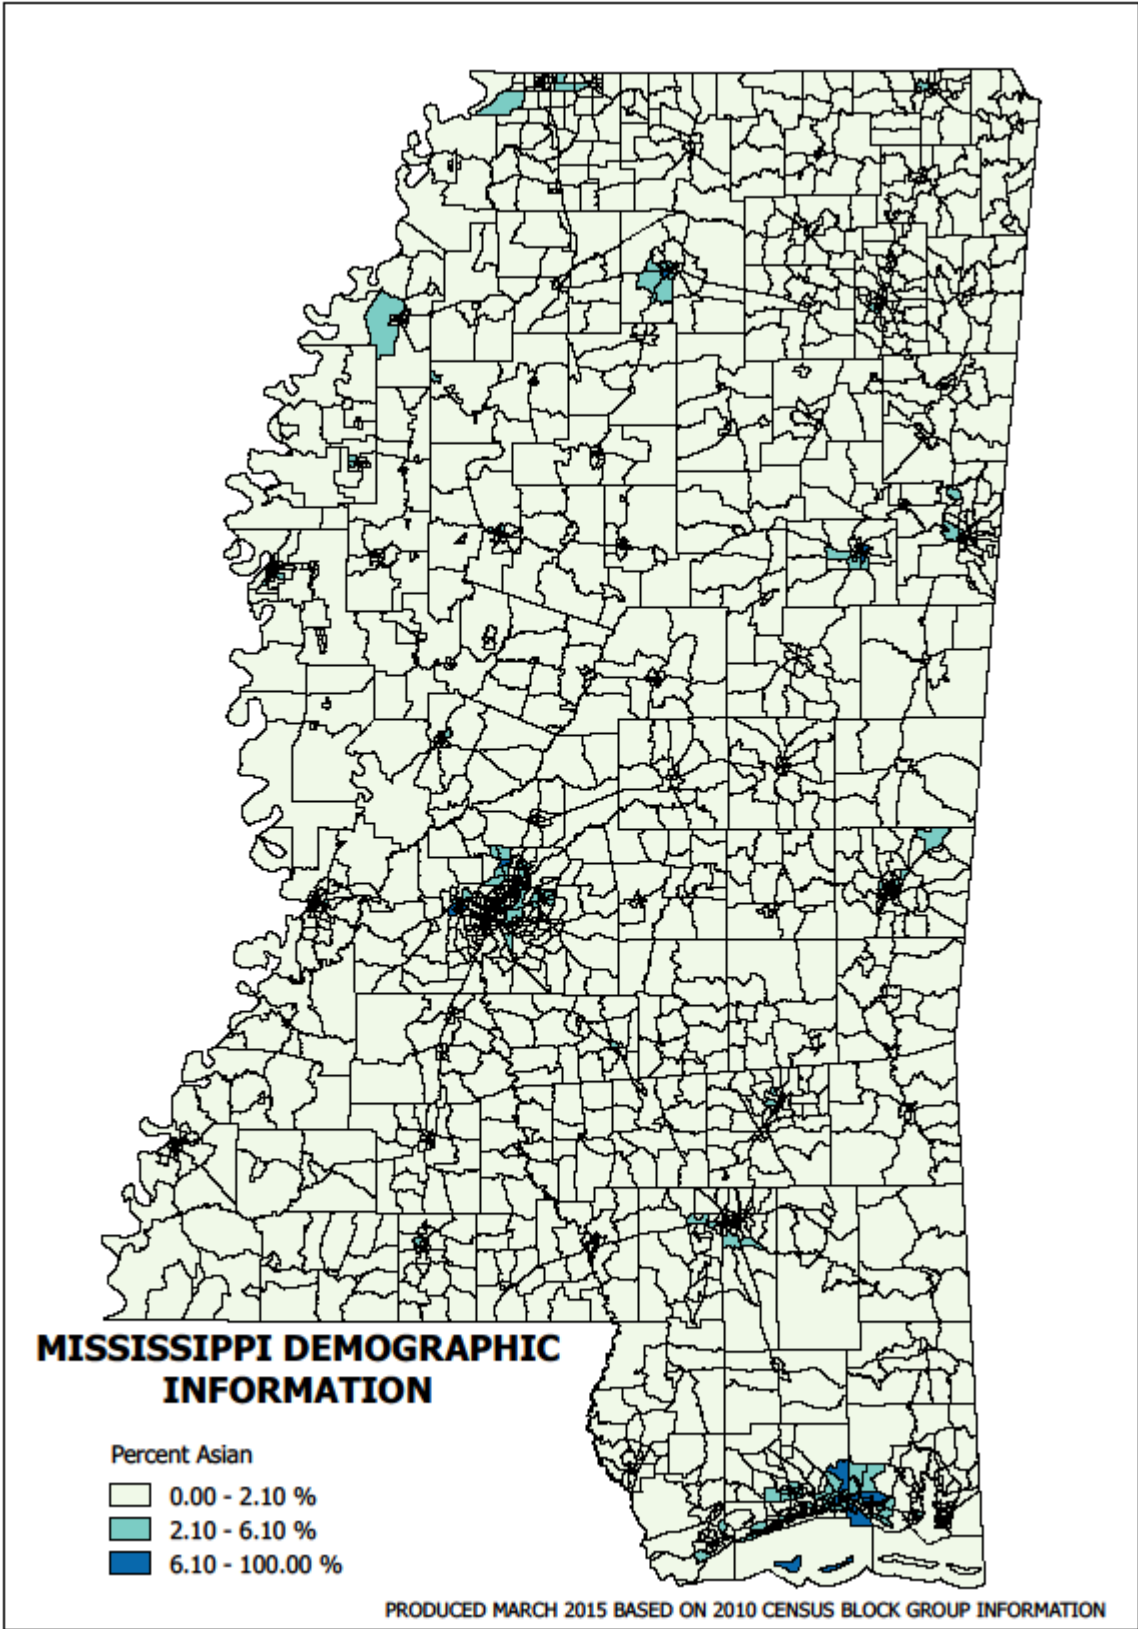 MISSISSIPPI DEMOGRAPHIC
INFORMATION
Percent Asian
0.00 - 2.10 %
2.10 - 6.10 %
6.10 - 100.00 %
PRODUCED MARCH 2015 BASED ON 2010 CENSUS BLOCK GROUP INFORMATION